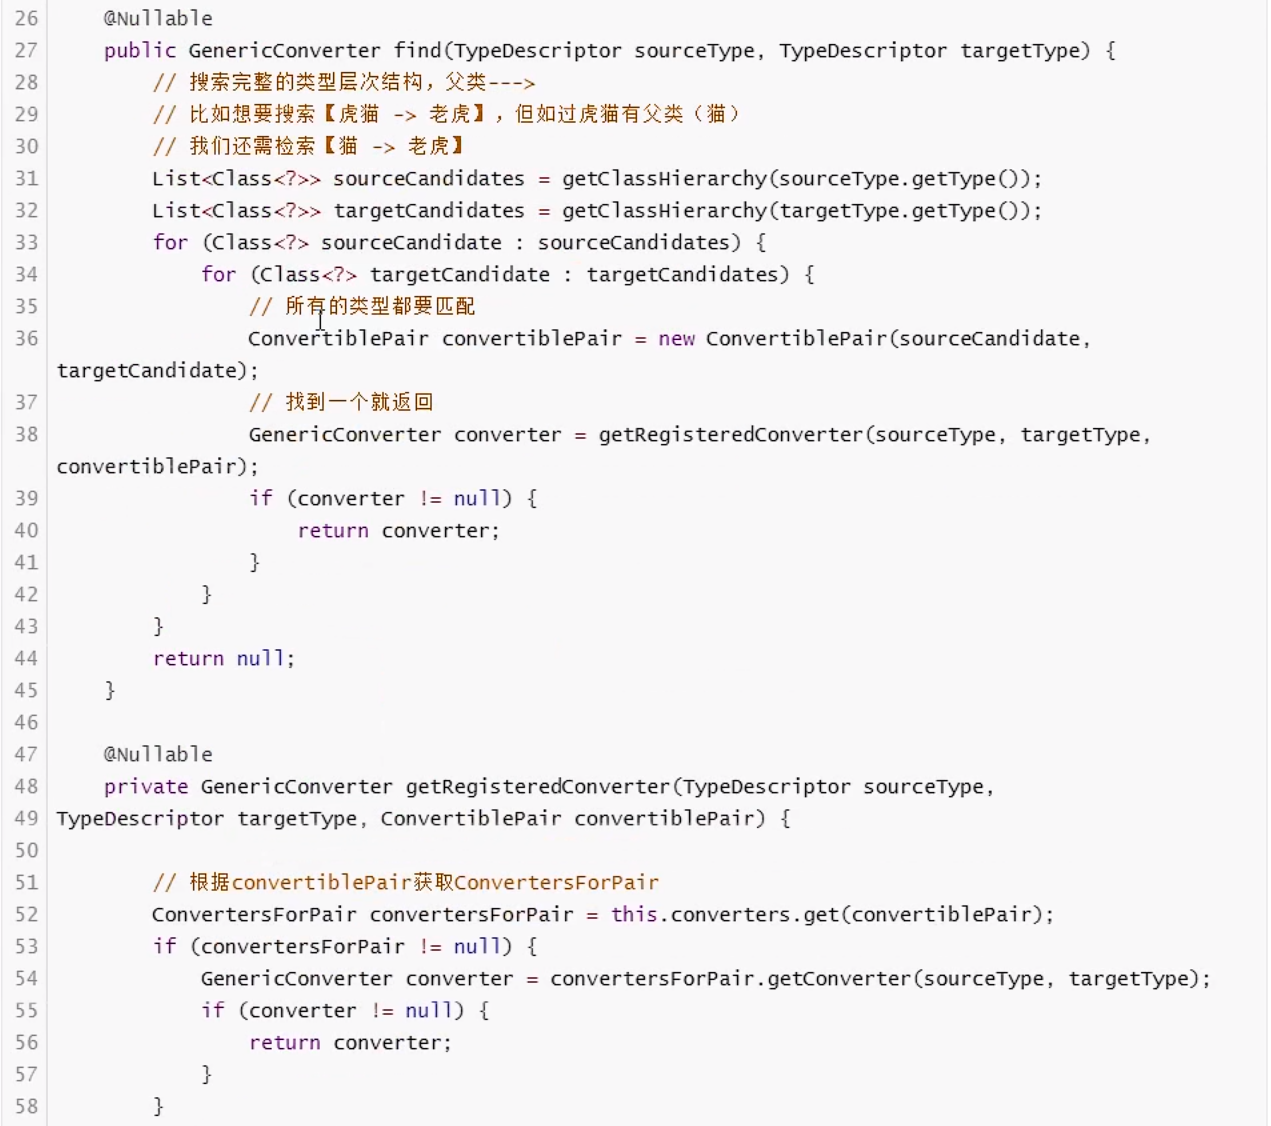 26     @Nullable
27     public GenericConverter find(TypeDescriptor sourceType, TypeDescriptor targetType) {
28         // 搜索完整的类型层次结构，父类--->
29         // 比如想要搜索【虎猫 -> 老虎】，但如过虎猫有父类（猫）
30         // 我们还需检索【猫 -> 老虎】
31         List<Class<?>> sourceCandidates = getClassHierarchy(sourceType.getType());
32         List<Class<?>> targetCandidates = getClassHierarchy(targetType.getType());
33         for (Class<?> sourceCandidate : sourceCandidates) {
34             for (Class<?> targetCandidate : targetCandidates) {
35                 // 所有的类型都要匹配
36                 ConvertiblePair convertiblePair = new ConvertiblePair(sourceCandidate,
targetCandidate);
37                 // 找到一个就返回
38                 GenericConverter converter = getRegisteredConverter(sourceType, targetType,
convertiblePair);
39                 if (converter != null) {
40                     return converter;
41                 }
42             }
43         }
44         return null;
45     }
46
47     @Nullable
48     private GenericConverter getRegisteredConverter(TypeDescriptor sourceType,
49 TypeDescriptor targetType, ConvertiblePair convertiblePair) {
50
51         // 根据convertiblePair获取ConvertersForPair
52         ConvertersForPair convertersForPair = this.converters.get(convertiblePair);
53         if (convertersForPair != null) {
54             GenericConverter converter = convertersForPair.getConverter(sourceType, targetType);
55             if (converter != null) {
56                 return converter;
57             }
58         }